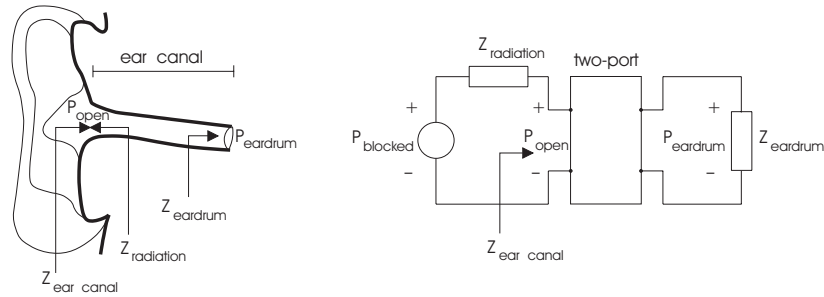 ear canal
P open
P eardrum
Z eardrum
Z radiation
Z ear canal
Z radiation
two-port
+
+
+
P blocked
P open
P eardrum
Z eardrum
−
−
−
Z ear canal